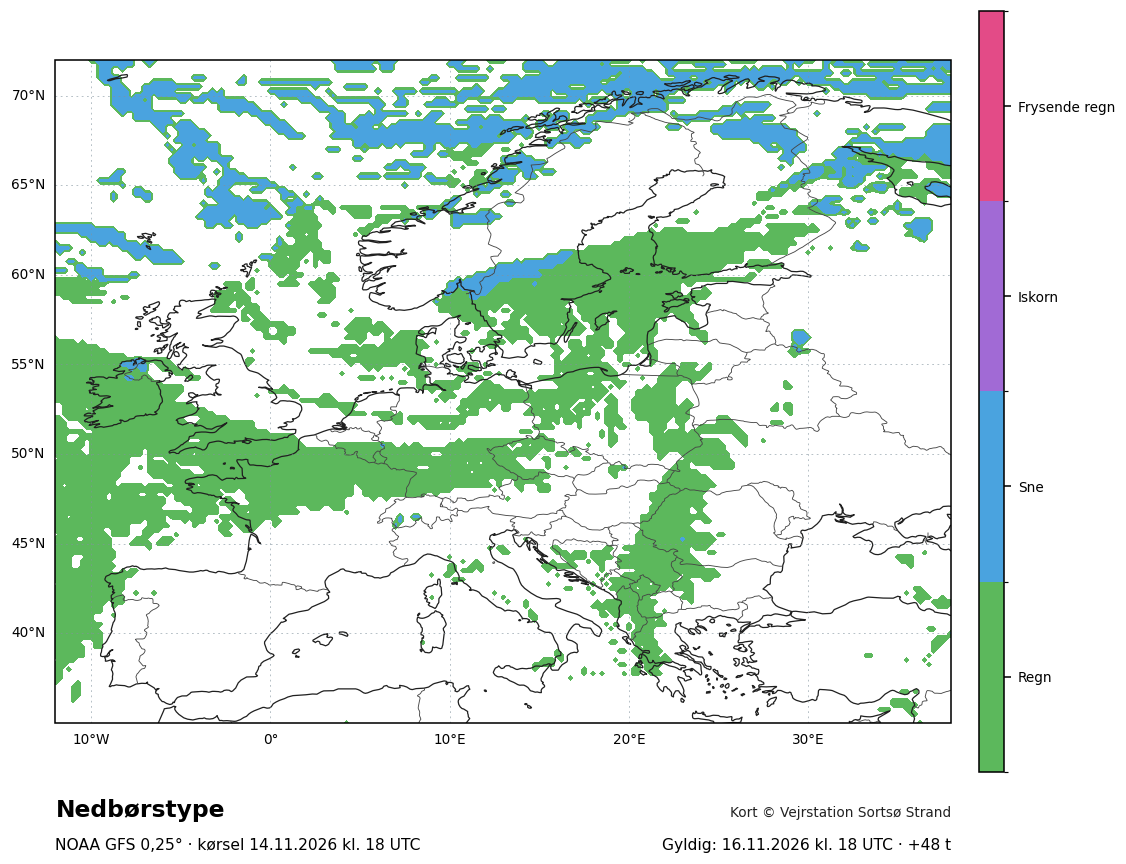 70°N
65°N
60°N
55°N
50°N
45°N
40°N
10°W
0°
10°E
20°E
30°E
Frysende regn
Iskorn
Sne
Regn
Nedbørstype
Kort © Vejrstation Sortsø Strand
NOAA GFS 0,25° · kørsel 14.11.2026 kl. 18 UTC
Gyldig: 16.11.2026 kl. 18 UTC · +48 t